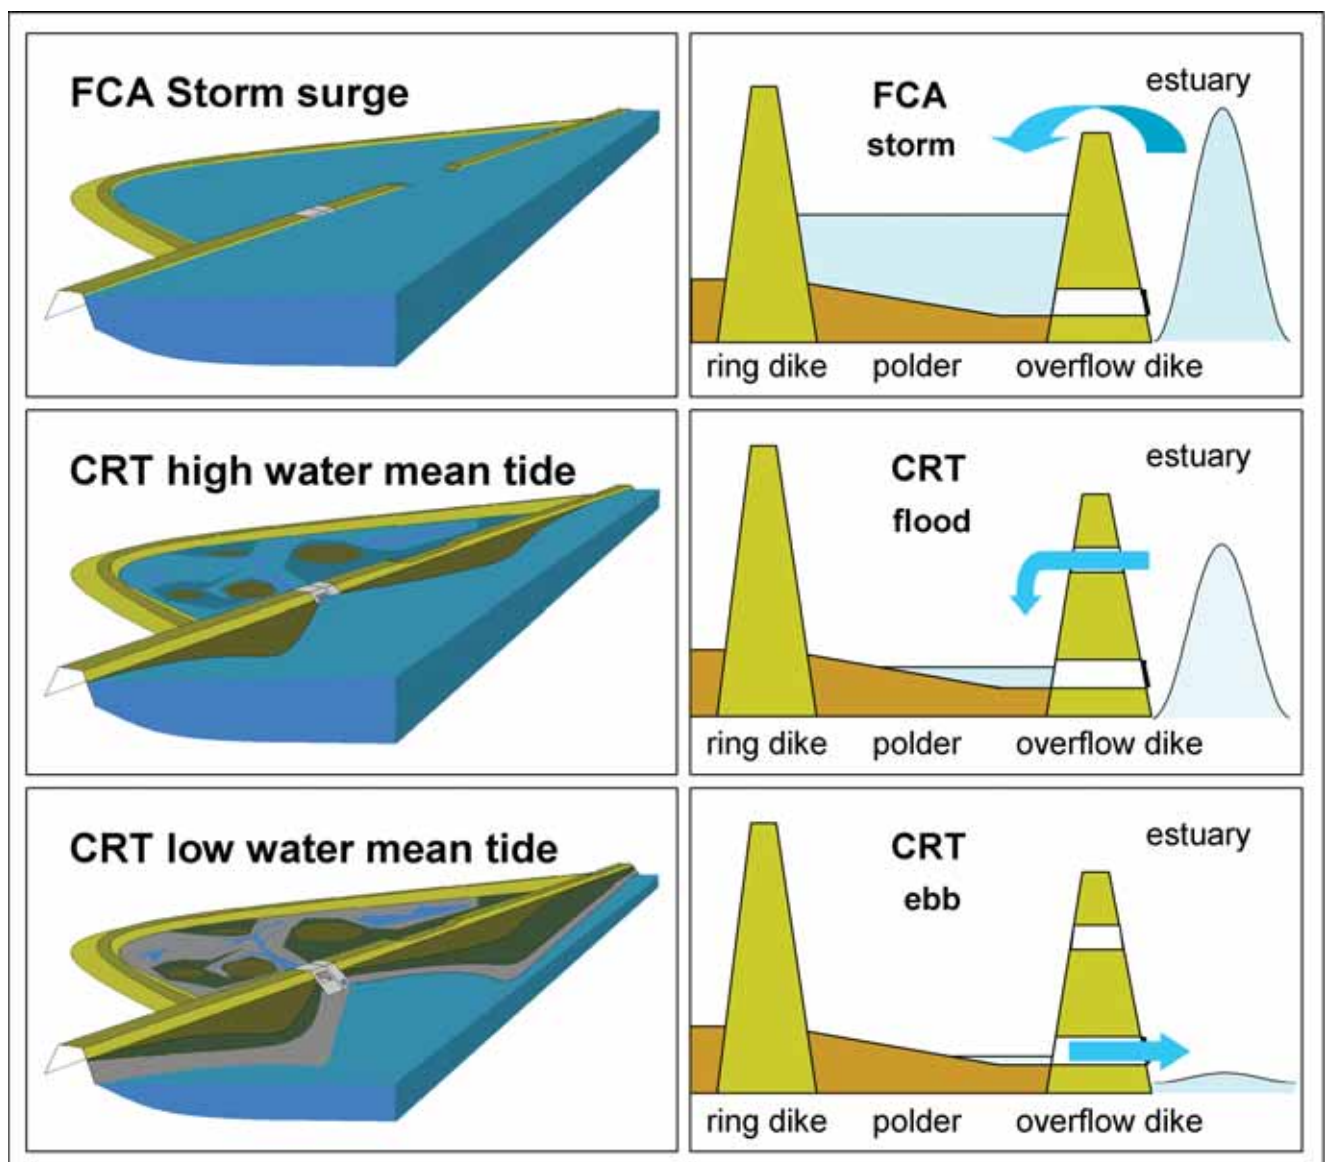 FCA Storm surge
FCA
storm
estuary
ring dike polder overflow dike
CRT high water mean tide
CRT
flood
estuary
ring dike polder overflow dike
CRT low water mean tide
CRT
ebb
estuary
ring dike polder overflow dike